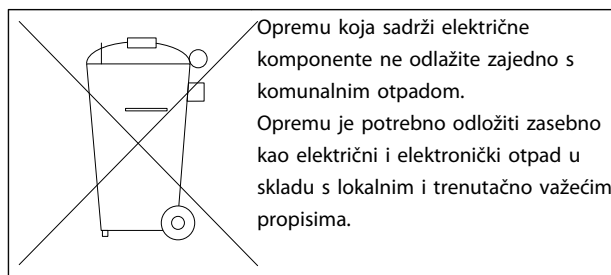 Opremu koja sadrži električne
komponente ne odlažite zajedno s
komunalnim otpadom.
Opremu je potrebno odložiti zasebno
kao električni i elektronički otpad u
skladu s lokalnim i trenutačno važećim
propisima.